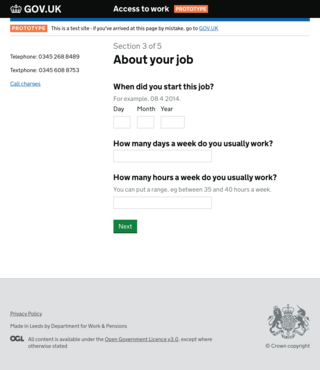 GOV.UK
Access to work PROTOTYPE
PROTOTYPE This is a test site - if you've arrived at this page by mistake, go to GOV.UK
Telephone: 0345 268 8489
Textphone: 0345 608 8753
Call charges
Section 3 of 5
About your job
When did you start this job?
For example, 08 4 2014.
Day Month Year
How many days a week do you usually work?
How many hours a week do you usually work?
You can put a range, eg between 35 and 40 hours a week.
Next
Privacy Policy
Made in Leeds by Department for Work & Pensions
OGL All content is available under the Open Government Licence v3.0, except where
otherwise stated
© Crown copyright